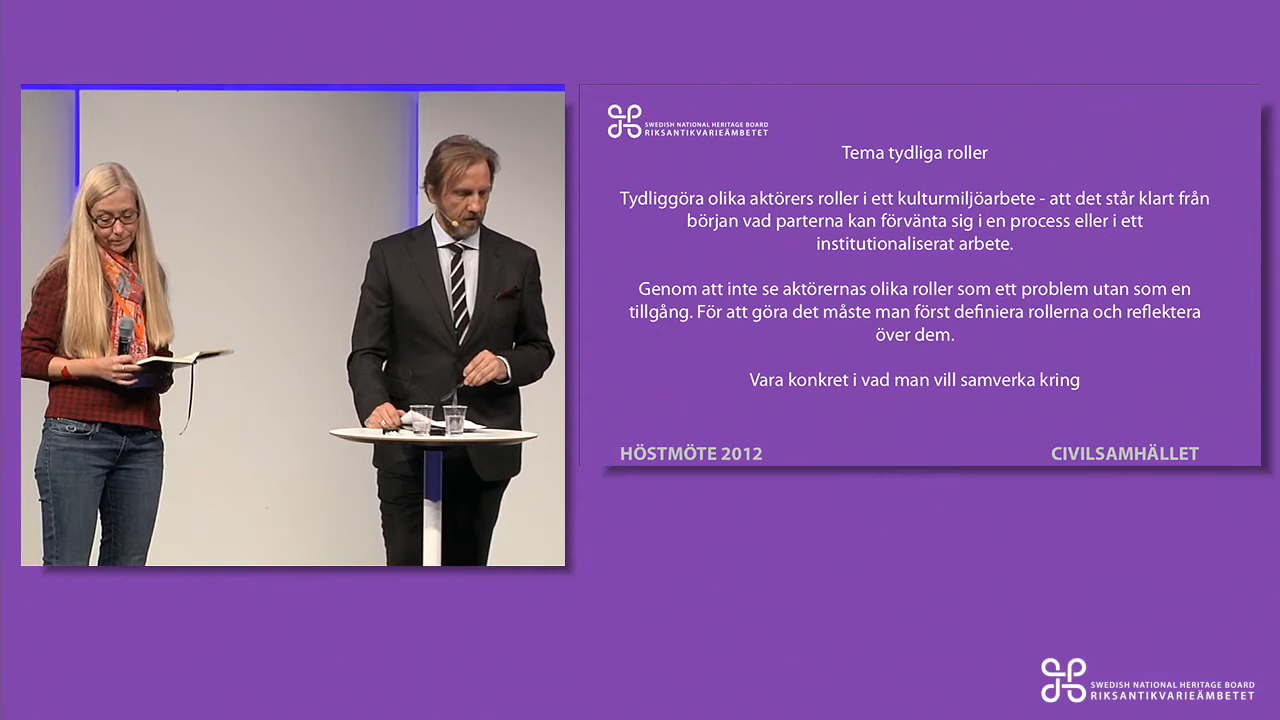 SWEDISH NATIONAL HERITAGE BOARD
RIKSANTIKVARIEÄMBETET
Tema tydliga roller
Tydliggöra olika aktörers roller i ett kulturmiljöarbete - att det står klart från
början vad parterna kan förvänta sig i en process eller i ett
institutionaliserat arbete.
Genom att inte se aktörernas olika roller som ett problem utan som en
tillgång. För att göra det måste man först definiera rollerna och reflektera
över dem.
Vara konkret i vad man vill samverka kring
HÖSTMÖTE 2012
CIVILSAMHÄLLET
SWEDISH NATIONAL HERITAGE BOARD
RIKSANTIKVARIEÄMBETET